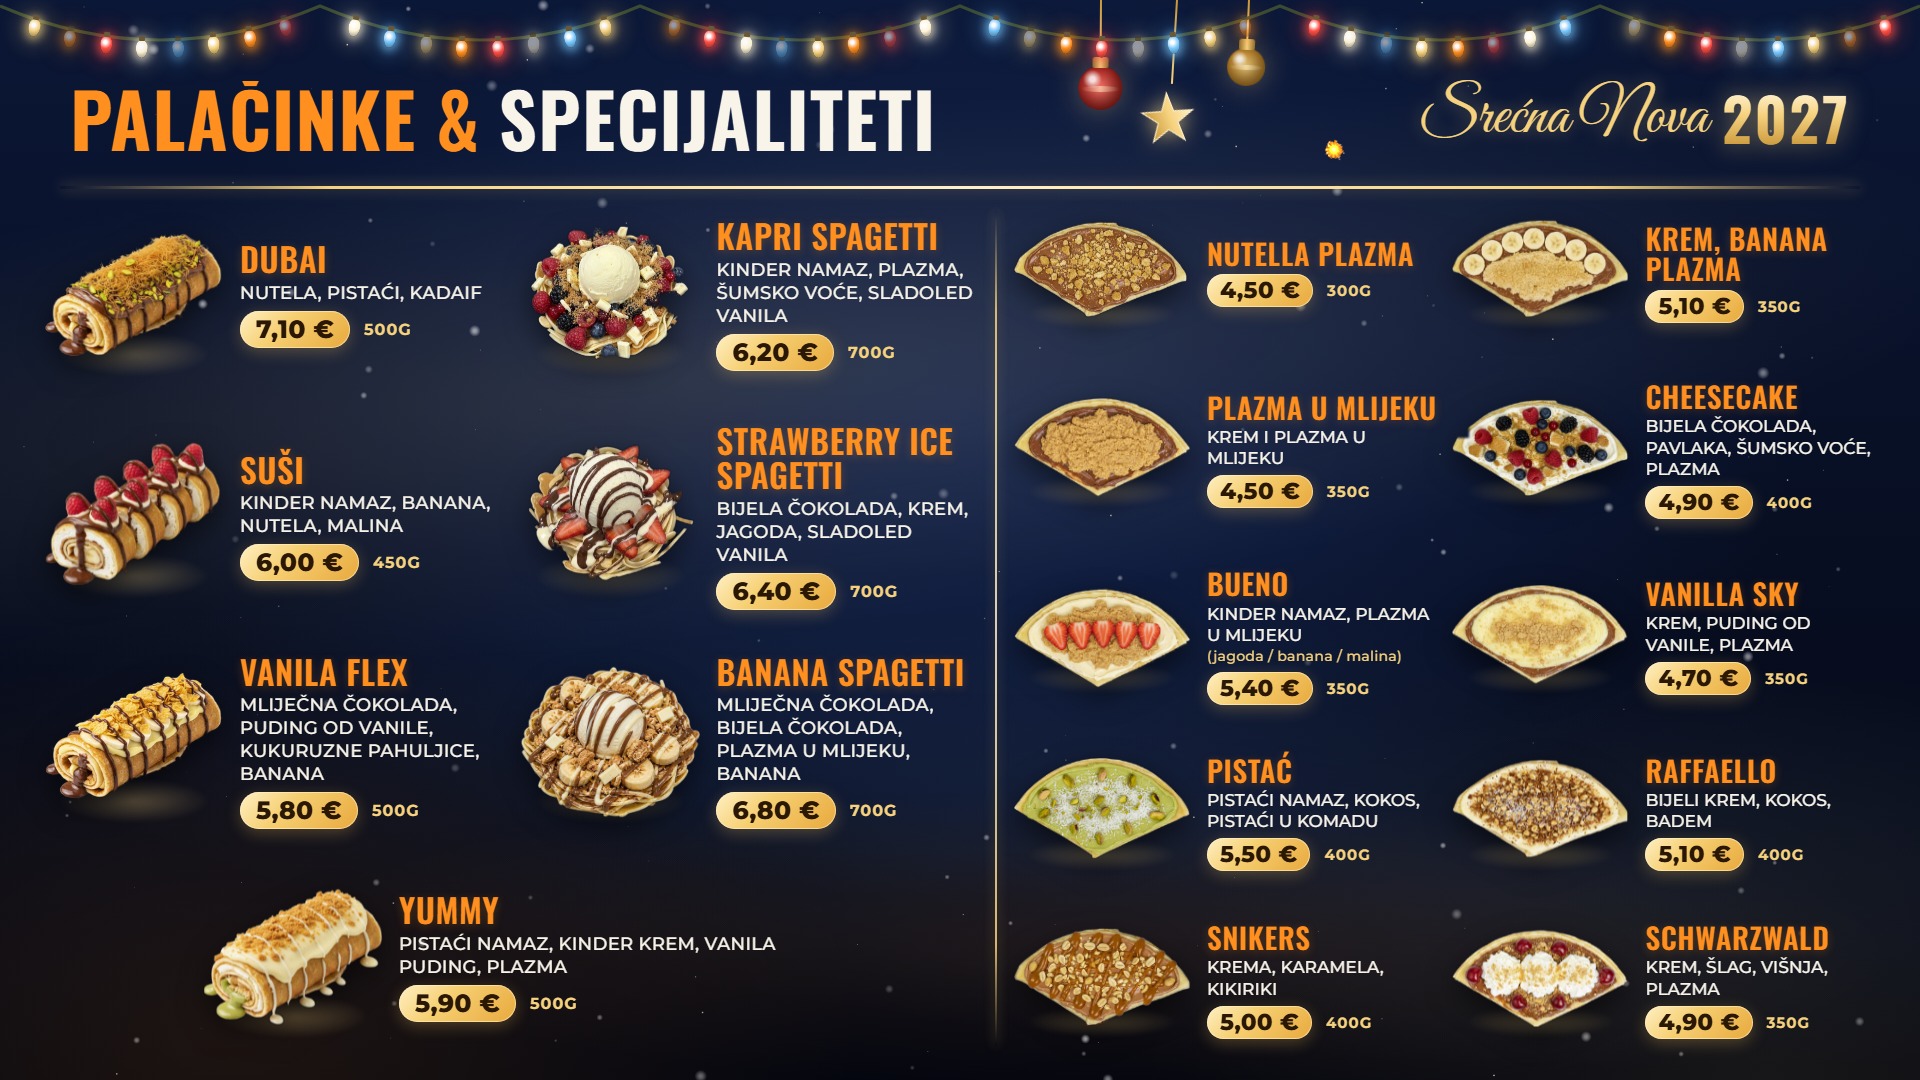 PALAČINKE & SPECIJALITETI
Srećna Nova 2027
DUBAI
NUTELA, PISTAĆI, KADAIF
7,10 € 500G
SUŠI
KINDER NAMAZ, BANANA,
NUTELA, MALINA
6,00 € 450G
VANILA FLEX
MLIJEČNA ČOKOLADA,
PUDING OD VANILE,
KUKURUZNE PAHULJICE,
BANANA
5,80 € 500G
KAPRI SPAGETTI
KINDER NAMAZ, PLAZMA,
ŠUMSKO VOĆE, SLADOLED
VANILA
6,20 € 700G
STRAWBERRY ICE
SPAGETTI
BIJELA ČOKOLADA, KREM,
JAGODA, SLADOLED
VANILA
6,40 € 700G
BANANA SPAGETTI
MLIJEČNA ČOKOLADA,
BIJELA ČOKOLADA,
PLAZMA U MLIJEKU,
BANANA
6,80 € 700G
YUMMY
PISTAĆI NAMAZ, KINDER KREM, VANILA
PUDING, PLAZMA
5,90 € 500G
NUTELLA PLAZMA
4,50 € 300G
PLAZMA U MLIJEKU
KREM I PLAZMA U
MLIJEKU
4,50 € 350G
BUENO
KINDER NAMAZ, PLAZMA
U MLIJEKU
(jagoda / banana / malina)
5,40 € 350G
PISTAĆ
PISTAĆI NAMAZ, KOKOS,
PISTAĆI U KOMADU
5,50 € 400G
SNIKERS
KREMA, KARAMELA,
KIKIRIKI
5,00 € 400G
KREM, BANANA
PLAZMA
5,10 € 350G
CHEESECAKE
BIJELA ČOKOLADA,
PAVLAKA, ŠUMSKO VOĆE,
PLAZMA
4,90 € 400G
VANILLA SKY
KREM, PUDING OD
VANILE, PLAZMA
4,70 € 350G
RAFFAELLO
BIJELI KREM, KOKOS,
BADEM
5,10 € 400G
SCHWARZWALD
KREM, ŠLAG, VIŠNJA,
PLAZMA
4,90 € 350G